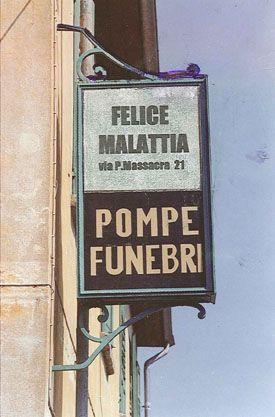 FELICE
MALATTIA
via P.Massacra 21
POMPE
FUNEBRI